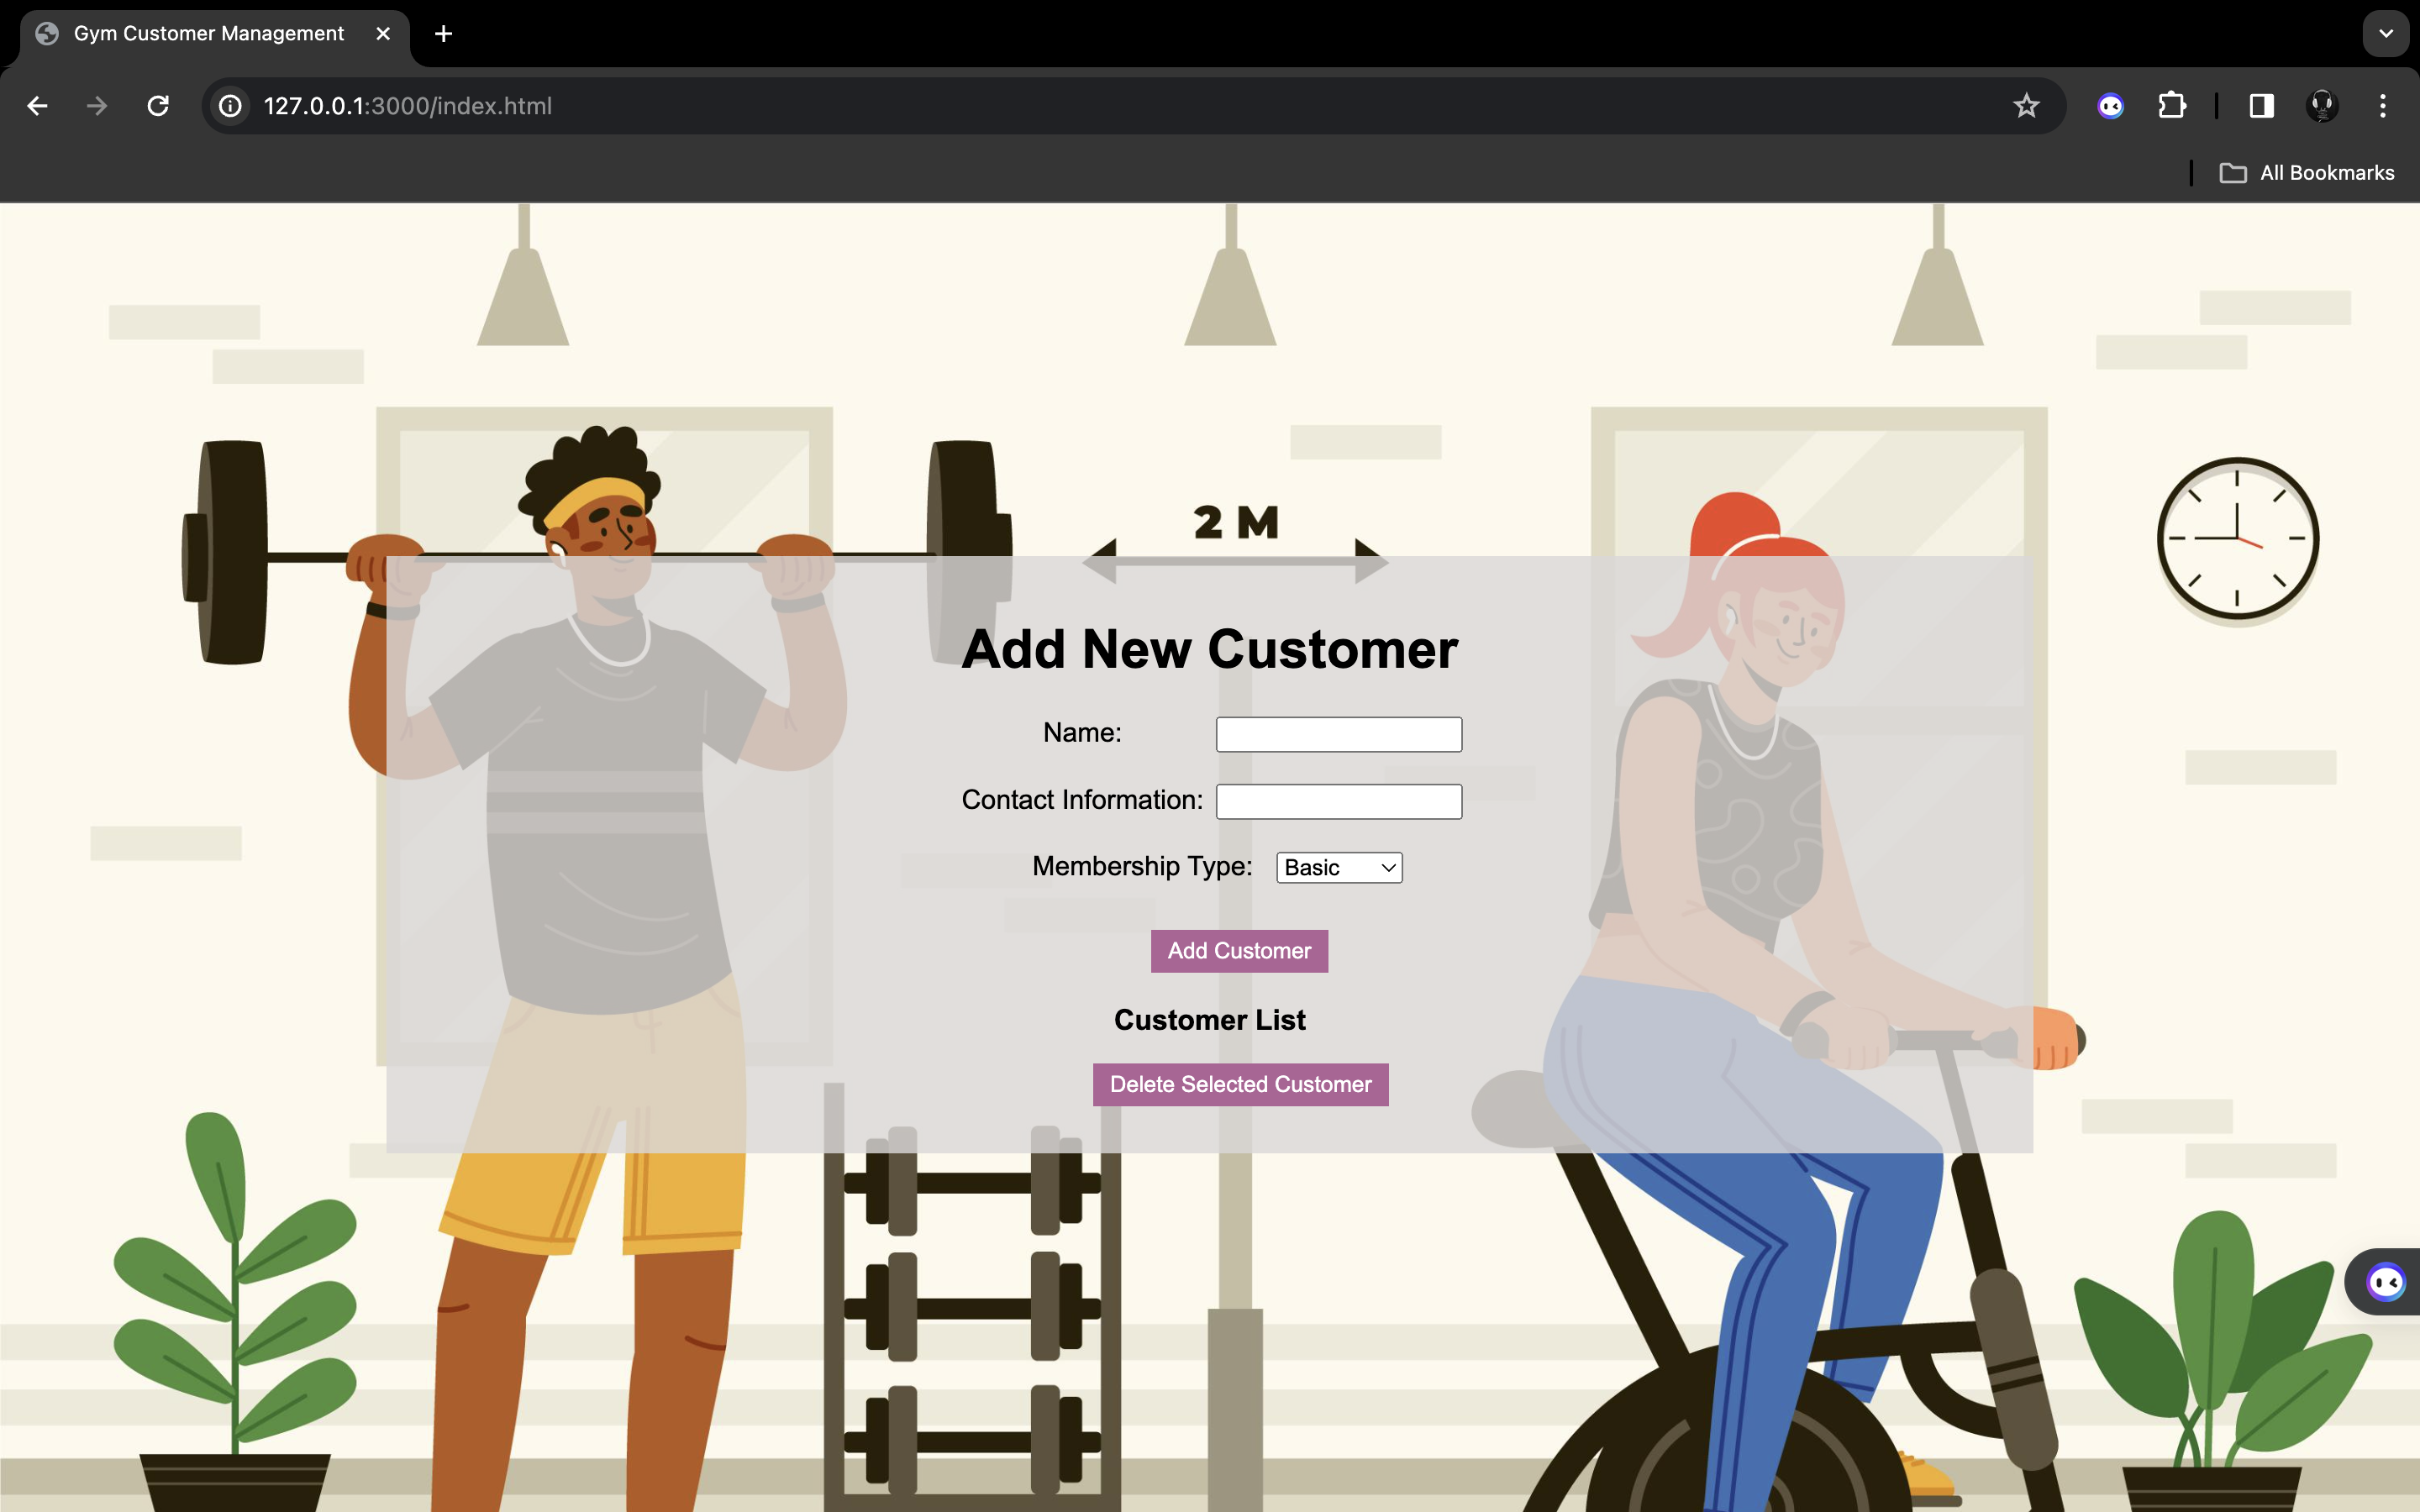 Gym Customer Management
127.0.0.1:3000/index.html
All Bookmarks
2 M
Add New Customer
Name:
Contact Information:
Membership Type: Basic
Add Customer
Customer List
Delete Selected Customer